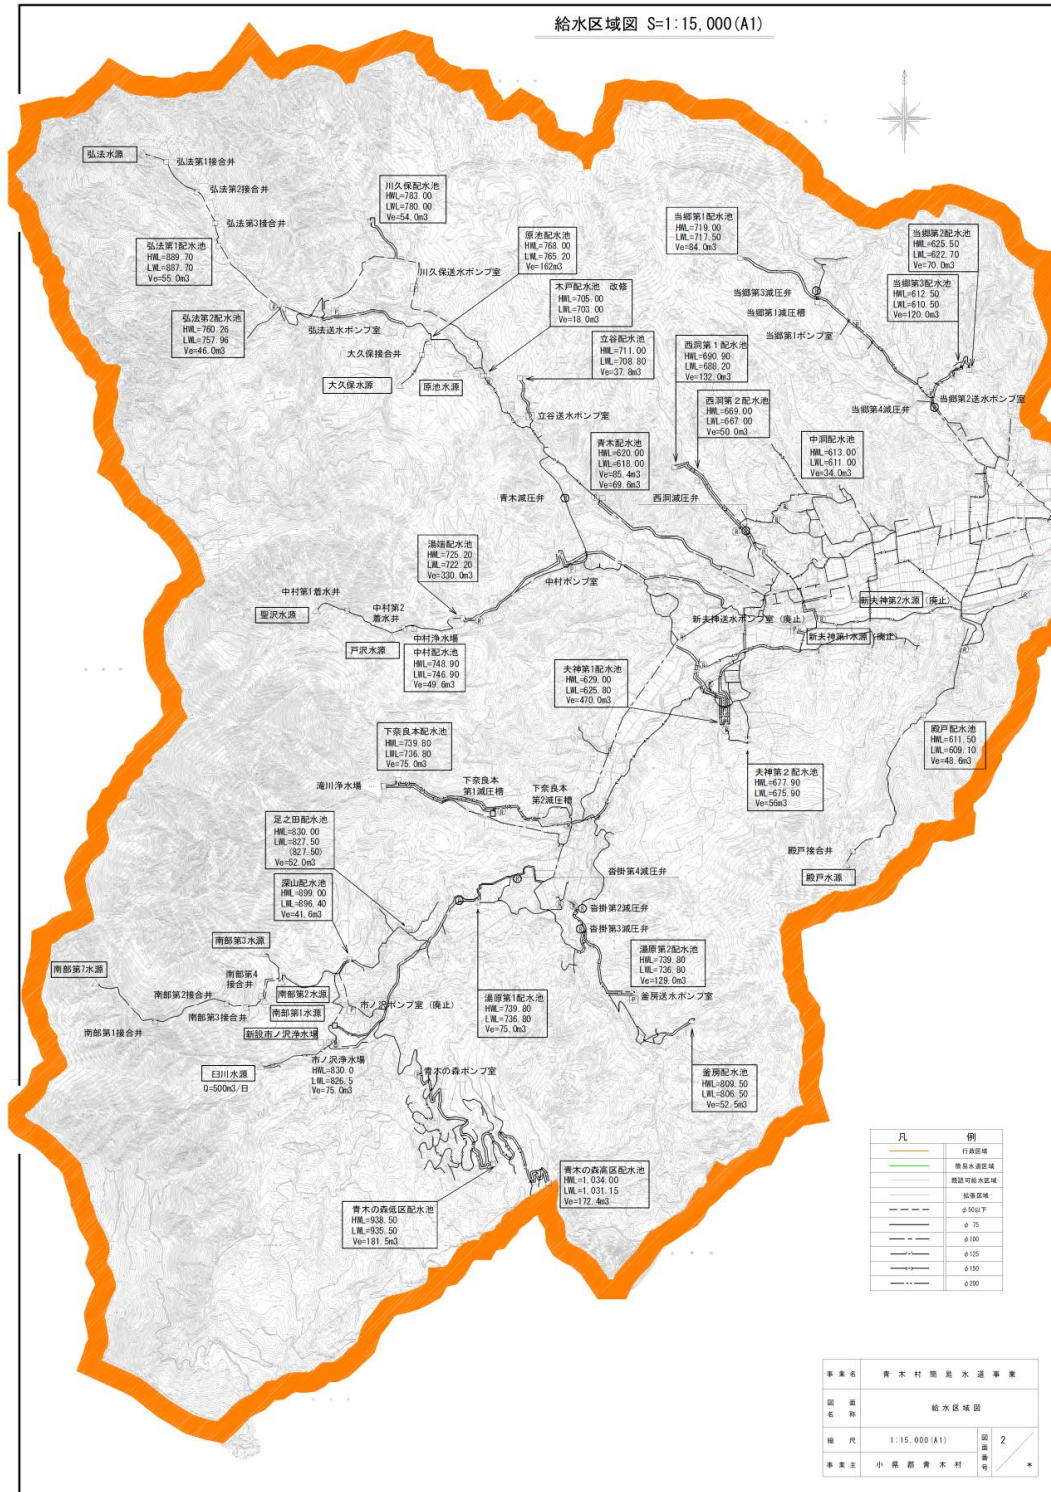 給水区域図 S=1:15,000(A1)
弘法水源
弘法第1接合井
弘法第2接合井
弘法第3接合井
弘法第1配水池
HWL=889.70
LWL=887.70
Ve=55.0m3
弘法第2配水池
HWL=760.26
LWL=757.96
Ve=46.0m3
弘法送水ポンプ室
川久保配水池
HWL=783.00
LWL=780.00
Ve=54.0m3
川久保送水ポンプ室
原池配水池
HWL=768.00
LWL=765.20
Ve=162m3
木戸配水池 改修
HWL=705.00
LWL=703.00
Ve=18.0m3
大久保接合井
大久保水源
原池水源
立谷配水池
HWL=711.00
LWL=708.80
Ve=37.8m3
立谷送水ポンプ室
当郷第1配水池
HWL=719.00
LWL=717.50
Ve=84.0m3
当郷第2配水池
HWL=625.50
LWL=622.70
Ve=70.0m3
当郷第3配水池
HWL=612.50
LWL=610.50
Ve=120.0m3
当郷第3減圧弁
当郷第1減圧槽
当郷第1ポンプ室
当郷第2送水ポンプ室
当郷第4減圧弁
西洞第1配水池
HWL=690.90
LWL=688.20
Ve=132.0m3
西洞第2配水池
HWL=669.00
LWL=667.00
Ve=50.0m3
中洞配水池
HWL=613.00
LWL=611.00
Ve=34.0m3
青木配水池
HWL=620.00
LWL=618.00
Ve=85.4m3
Ve=69.6m3
青木減圧弁
西洞減圧弁
湯端配水池
HWL=725.20
LWL=722.20
Ve=330.0m3
中村ポンプ室
中村第1着水井
聖沢水源
中村第2
着水井
戸沢水源
中村浄水場
中村配水池
HWL=748.90
LWL=746.90
Ve=49.6m3
新夫神第2水源(廃止)
新夫神送水ポンプ室(廃止)
新夫神第1水源(廃止)
夫神第1配水池
HWL=629.00
LWL=625.80
Ve=470.0m3
夫神第2配水池
HWL=677.90
LWL=675.90
Ve=56m3
殿戸配水池
HWL=611.50
LWL=609.10
Ve=48.6m3
殿戸接合井
殿戸水源
下奈良本配水池
HWL=739.80
LWL=736.80
Ve=75.0m3
滝川浄水場
下奈良本
第1減圧槽
下奈良本
第2減圧槽
足之田配水池
HWL=830.00
LWL=827.50
(827.50)
Ve=52.0m3
深山配水池
HWL=899.00
LWL=896.40
Ve=41.6m3
沓掛第4減圧弁
沓掛第2減圧弁
沓掛第3減圧弁
湯原第2配水池
HWL=739.80
LWL=736.80
Ve=129.0m3
釜房送水ポンプ室
湯原第1配水池
HWL=739.80
LWL=736.80
Ve=75.0m3
釜房配水池
HWL=809.50
LWL=806.50
Ve=52.5m3
南部第3水源
南部第7水源
南部第4
接合井
南部第2接合井
南部第3接合井
南部第1接合井
南部第2水源
南部第1水源
市ノ沢ポンプ室(廃止)
新設市ノ沢浄水場
臼川水源
Q=500m3/日
市ノ沢浄水場
HWL=830.0
LWL=826.5
Ve=75.0m3
青木の森ポンプ室
青木の森高区配水池
HWL=1,034.00
LWL=1,031.15
Ve=172.4m3
青木の森低区配水池
HWL=938.50
LWL=935.50
Ve=181.5m3
凡 例
行政区域
簡易水道区域
既認可給水区域
拡張区域
φ50以下
φ 75
φ100
φ125
φ150
φ200
事業名 青木村簡易水道事業
図面名称 給水区域図
縮尺 1:15,000(A1) 図面番号 2/*
事業主 小県郡青木村